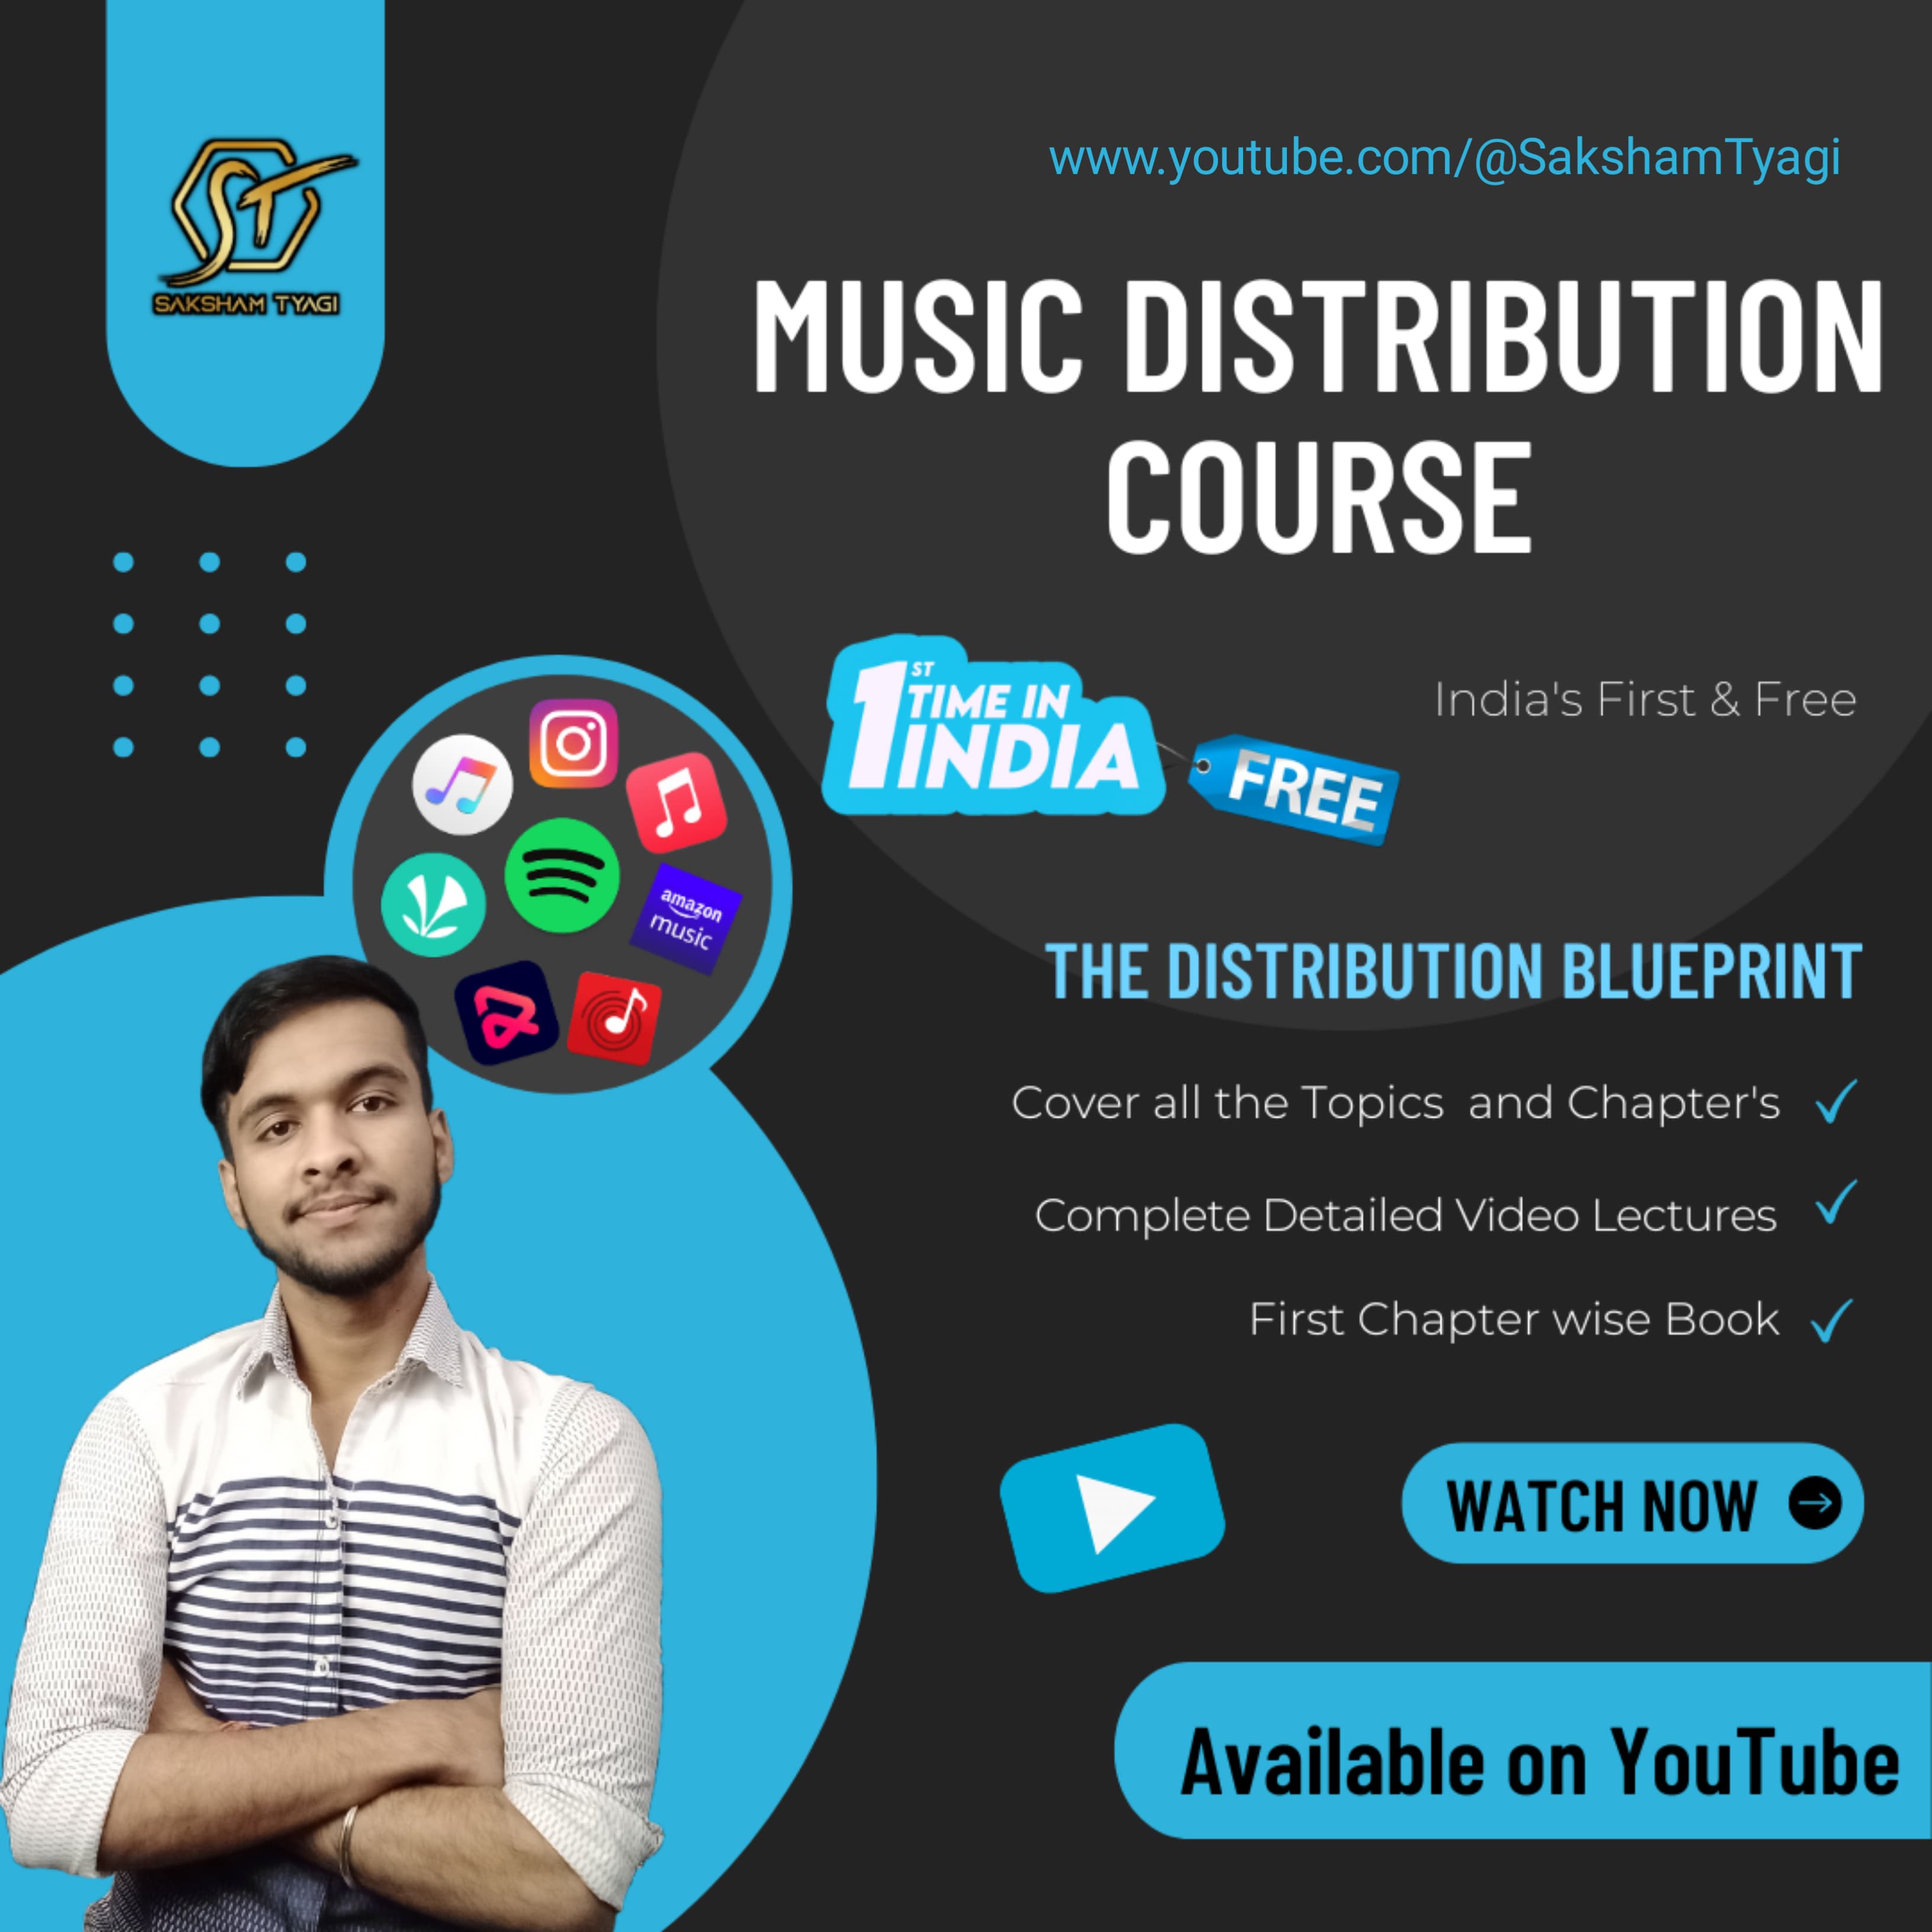 SAKSHAM TYAGI
www.youtube.com/@SakshamTyagi
MUSIC DISTRIBUTION
COURSE
1ST
TIME IN
INDIA
FREE
India's First & Free
amazon
music
THE DISTRIBUTION BLUEPRINT
Cover all the Topics  and Chapter's
Complete Detailed Video Lectures
First Chapter wise Book
WATCH NOW
Available on YouTube